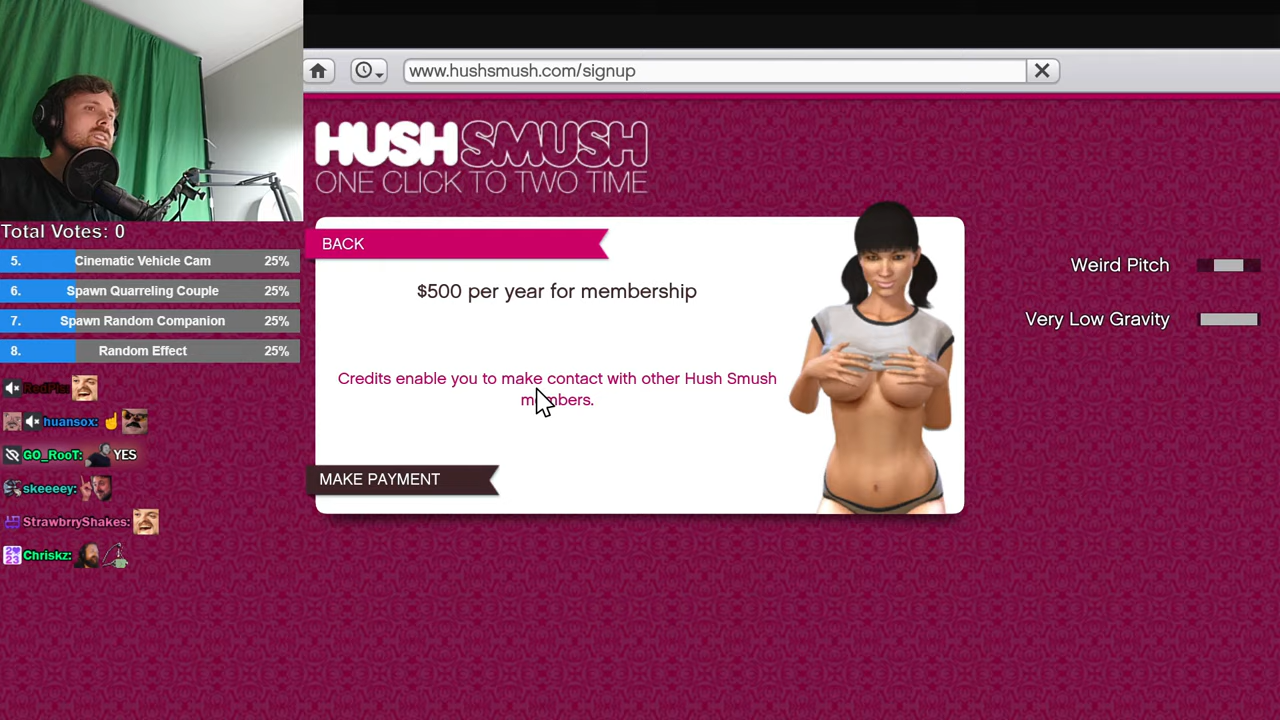 www.hushsmush.com/signup
HUSHSMUSH
ONE CLICK TO TWO TIME
BACK
$500 per year for membership
Credits enable you to make contact with other Hush Smush
members.
MAKE PAYMENT
Weird Pitch
Very Low Gravity
Total Votes: 0
5. Cinematic Vehicle Cam 25%
6. Spawn Quarreling Couple 25%
7. Spawn Random Companion 25%
8. Random Effect 25%
huansox:
GO_RooT: YES
skeeeey:
StrawbrryShakes:
Chriskz: